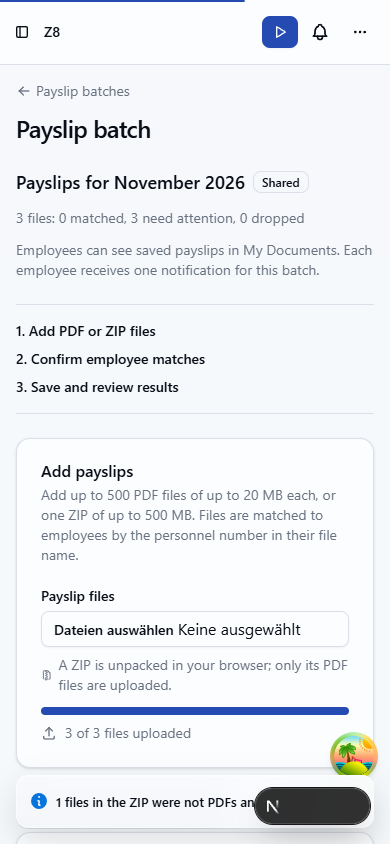 Z8
Payslip batches
Payslip batch
Payslips for November 2026 Shared
3 files: 0 matched, 3 need attention, 0 dropped
Employees can see saved payslips in My Documents. Each
employee receives one notification for this batch.
1. Add PDF or ZIP files
2. Confirm employee matches
3. Save and review results
Add payslips
Add up to 500 PDF files of up to 20 MB each, or
one ZIP of up to 500 MB. Files are matched to
employees by the personnel number in their file
name.
Payslip files
Dateien auswählen Keine ausgewählt
A ZIP is unpacked in your browser; only its PDF
files are uploaded.
3 of 3 files uploaded
1 files in the ZIP were not PDFs an
N